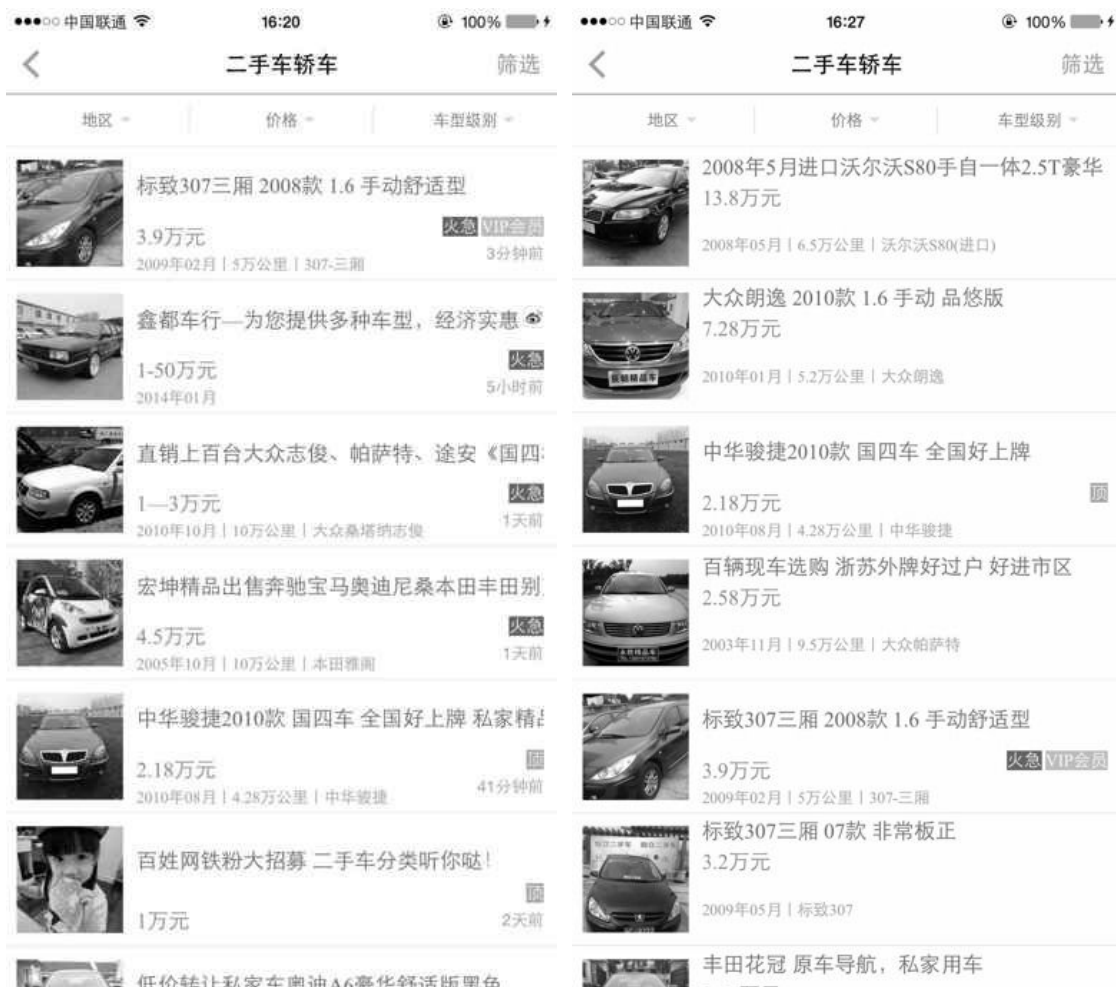 中国联通 16:20 100%
二手车轿车 筛选
地区 价格 车型级别
标致307三厢 2008款 1.6 手动舒适型
3.9万元 火急 VIP会员
2009年02月 | 5万公里 | 307-三厢 3分钟前
鑫都车行—为您提供多种车型，经济实惠
1-50万元 火急
2014年01月 5小时前
直销上百台大众志俊、帕萨特、途安《国四
1—3万元 火急
2010年10月 | 10万公里 | 大众桑塔纳志俊 1天前
宏坤精品出售奔驰宝马奥迪尼桑本田丰田别
4.5万元 火急
2005年10月 | 10万公里 | 本田雅阁 1天前
中华骏捷2010款 国四车 全国好上牌 私家精
2.18万元 顶
2010年08月 | 4.28万公里 | 中华骏捷 41分钟前
百姓网铁粉大招募 二手车分类听你哒！
1万元 顶
2天前
低价转让私家车奥迪A6豪华舒适版黑色
中国联通 16:27 100%
二手车轿车 筛选
地区 价格 车型级别
2008年5月进口沃尔沃S80手自一体2.5T豪华
13.8万元
2008年05月 | 6.5万公里 | 沃尔沃S80(进口)
大众朗逸 2010款 1.6 手动 品悠版
7.28万元
2010年01月 | 5.2万公里 | 大众朗逸
中华骏捷2010款 国四车 全国好上牌
2.18万元 顶
2010年08月 | 4.28万公里 | 中华骏捷
百辆现车选购 浙苏外牌好过户 好进市区
2.58万元
2003年11月 | 9.5万公里 | 大众帕萨特
标致307三厢 2008款 1.6 手动舒适型
3.9万元 火急 VIP会员
2009年02月 | 5万公里 | 307-三厢
标致307三厢 07款 非常板正
3.2万元
2009年05月 | 标致307
丰田花冠 原车导航，私家用车